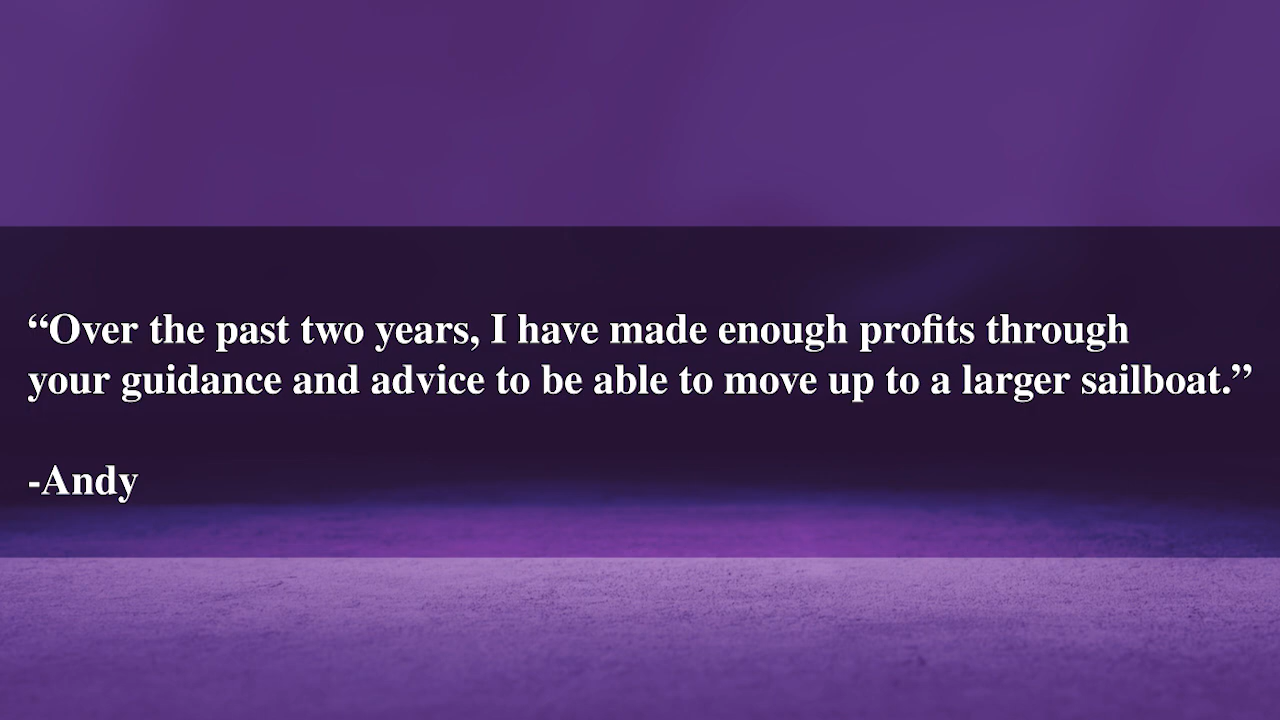 “Over the past two years, I have made enough profits through
your guidance and advice to be able to move up to a larger sailboat.”
-Andy